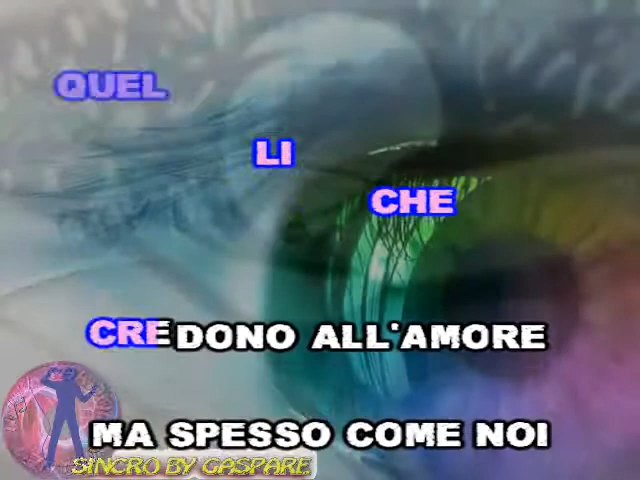 QUEL
LI
CHE
CREDONO ALL'AMORE
MA SPESSO COME NOI
SINCRO BY GASPARE